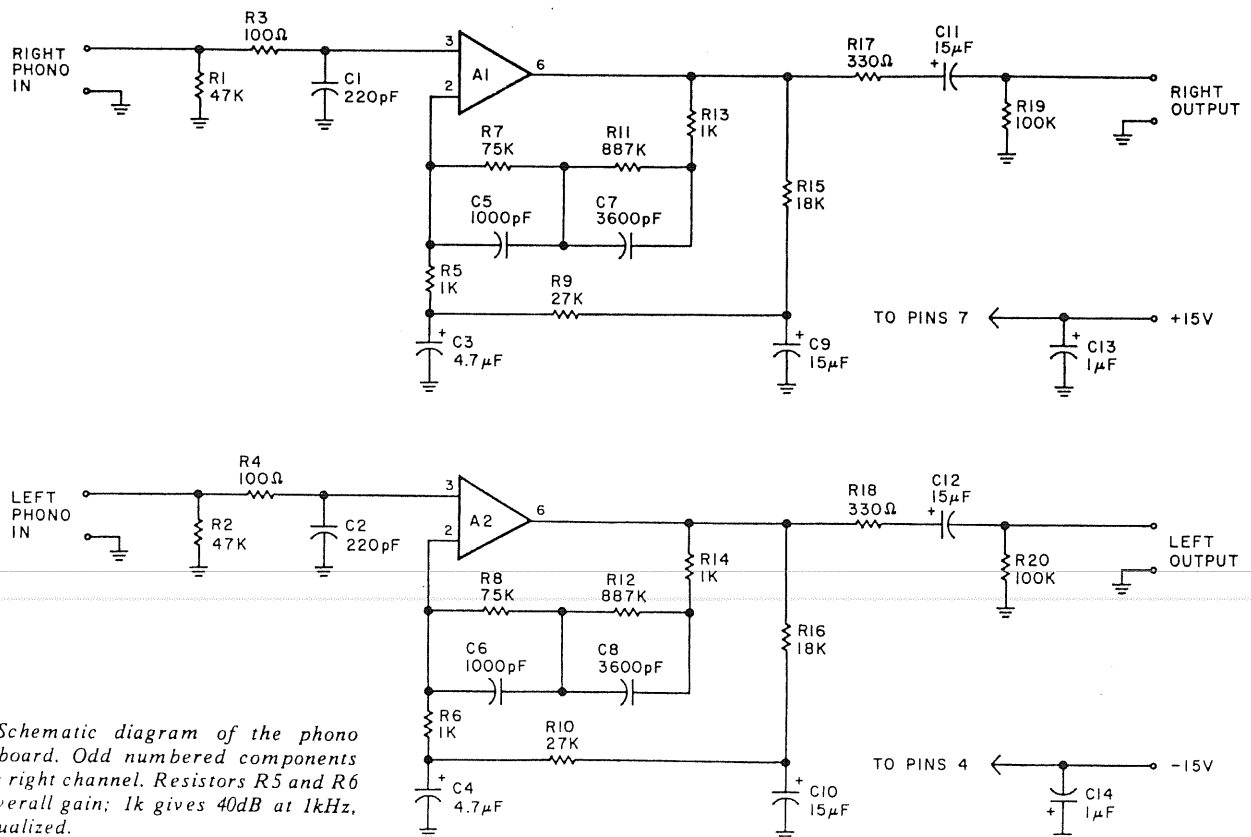 R3
100Ω
RIGHT
PHONO
IN
R1
47K
C1
220pF
3
2
A1
6
R7
75K
R11
887K
R13
1K
C5
1000pF
C7
3600pF
R5
1K
R9
27K
+
C3
4.7µF
R15
18K
+
C9
15µF
R17
330Ω
C11
15µF
+
R19
100K
RIGHT
OUTPUT
TO PINS 7
+15V
+
C13
1µF
R4
100Ω
LEFT
PHONO
IN
R2
47K
C2
220pF
3
2
A2
6
R8
75K
R12
887K
R14
1K
C6
1000pF
C8
3600pF
R6
1K
R10
27K
+
C4
4.7µF
R16
18K
+
C10
15µF
R18
330Ω
C12
15µF
+
R20
100K
LEFT
OUTPUT
TO PINS 4
-15V
+
C14
1µF
Schematic diagram of the phono
board. Odd numbered components
right channel. Resistors R5 and R6
verall gain; 1k gives 40dB at 1kHz,
ualized.